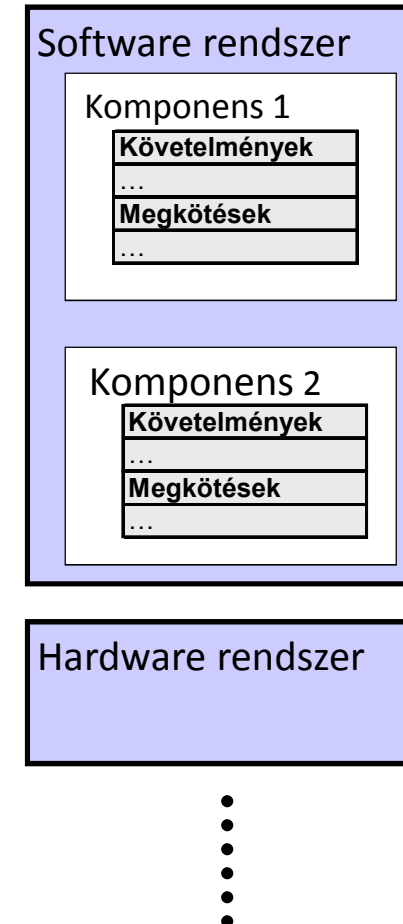 Software rendszer
Komponens 1
Követelmények
…
Megkötések
…
Komponens 2
Követelmények
…
Megkötések
…
Hardware rendszer